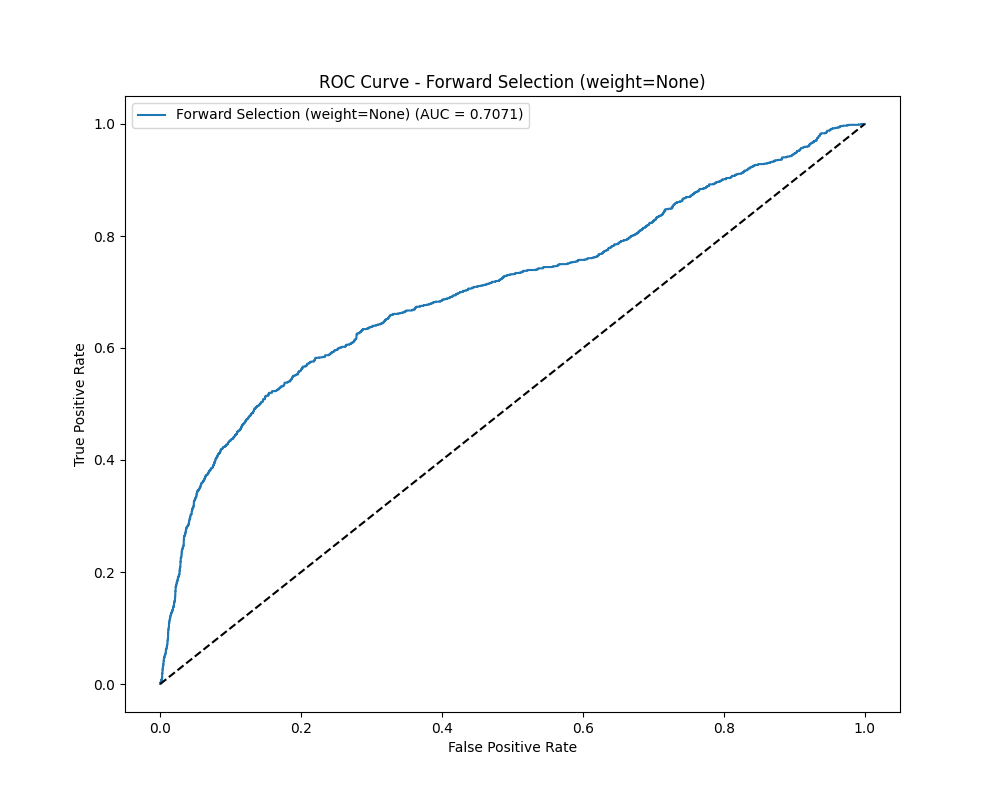 ROC Curve - Forward Selection (weight=None)
Forward Selection (weight=None) (AUC = 0.7071)
True Positive Rate
1.0
0.8
0.6
0.4
0.2
0.0
0.0 0.2 0.4 0.6 0.8 1.0
False Positive Rate